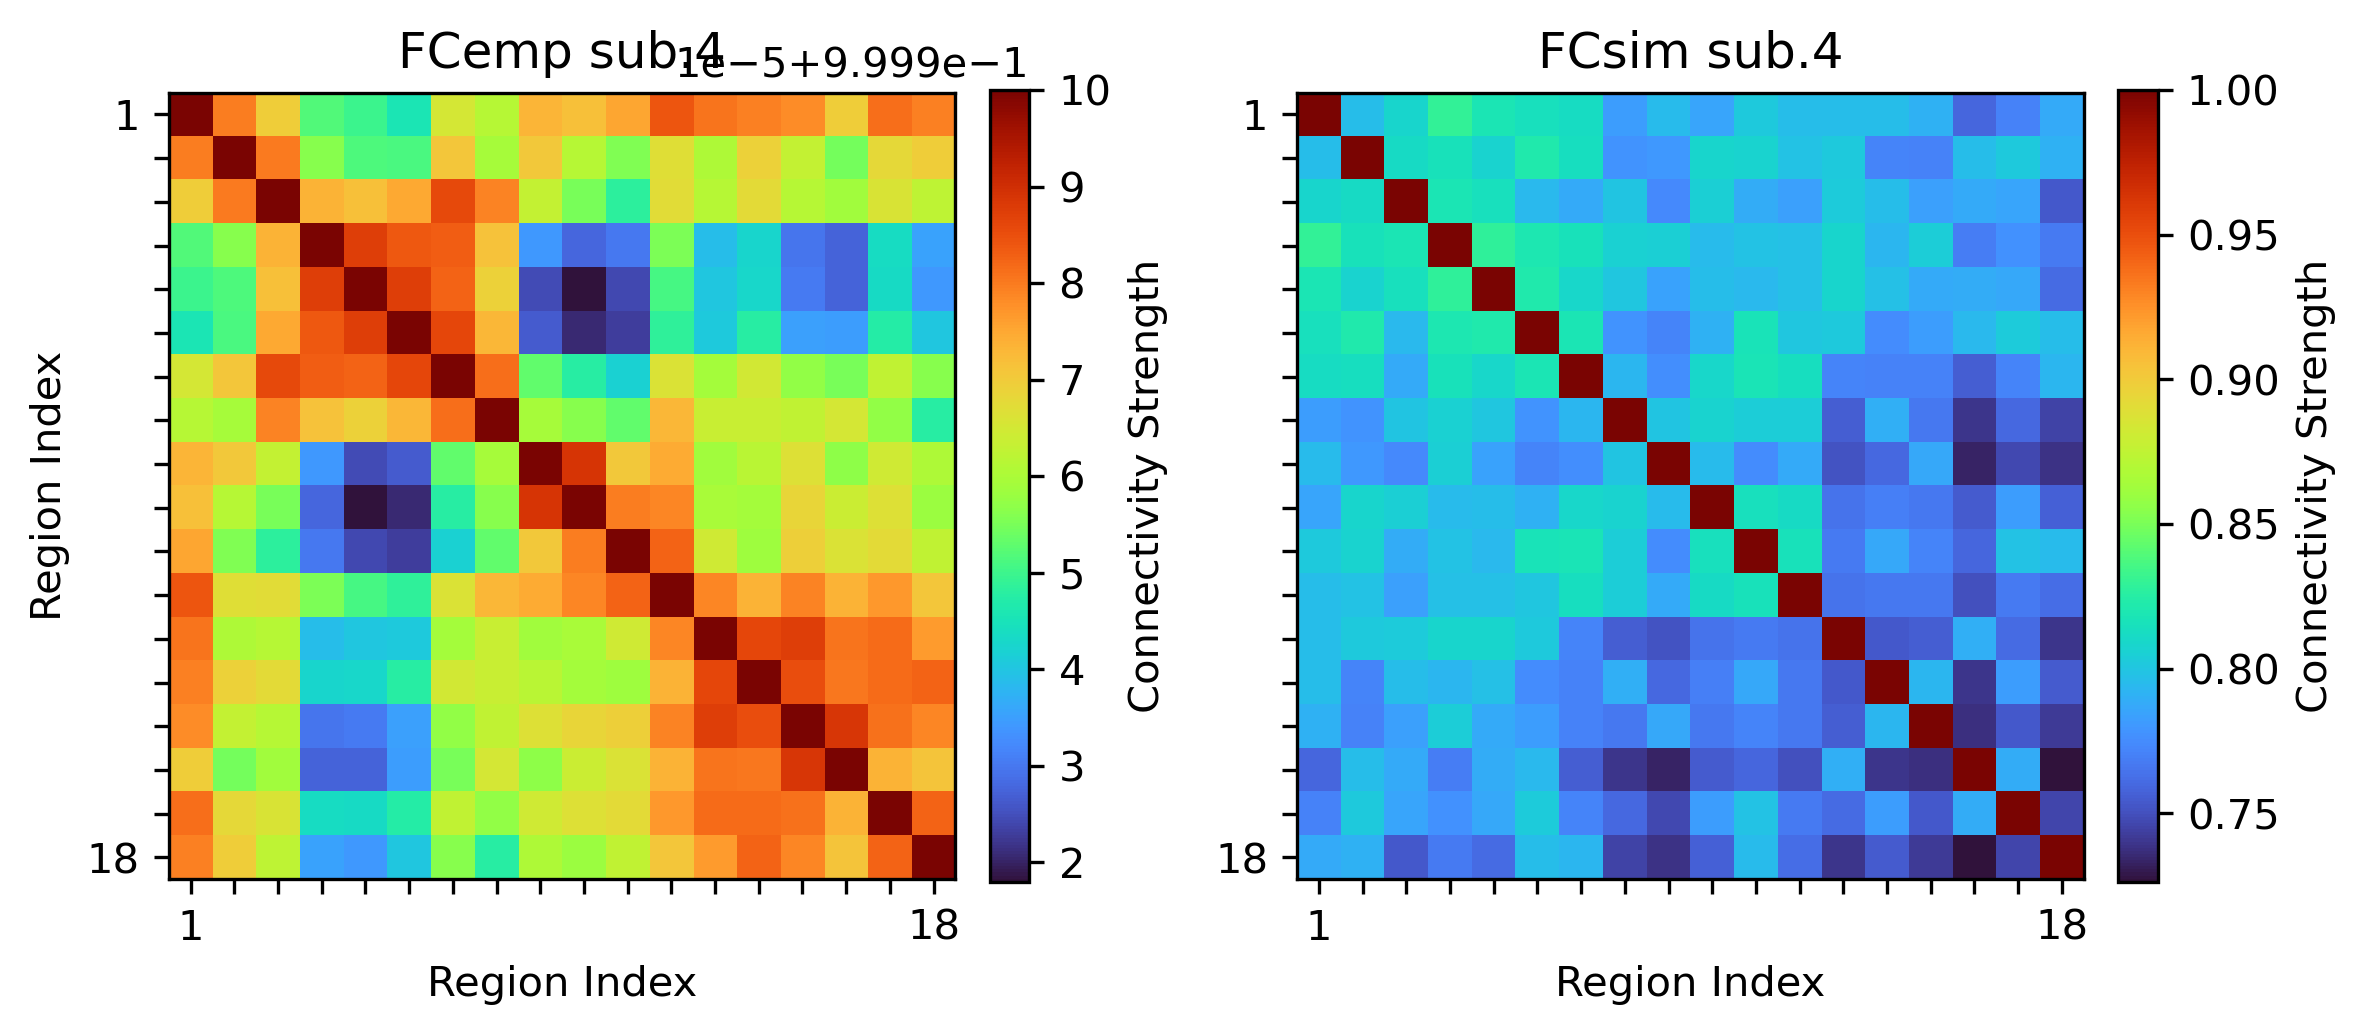 FCemp sub.4
1e−5+9.999e−1
1
18
1
18
Region Index
Region Index
10
9
8
7
6
5
4
3
2
Connectivity Strength
FCsim sub.4
1
18
1
18
Region Index
1.00
0.95
0.90
0.85
0.80
0.75
Connectivity Strength